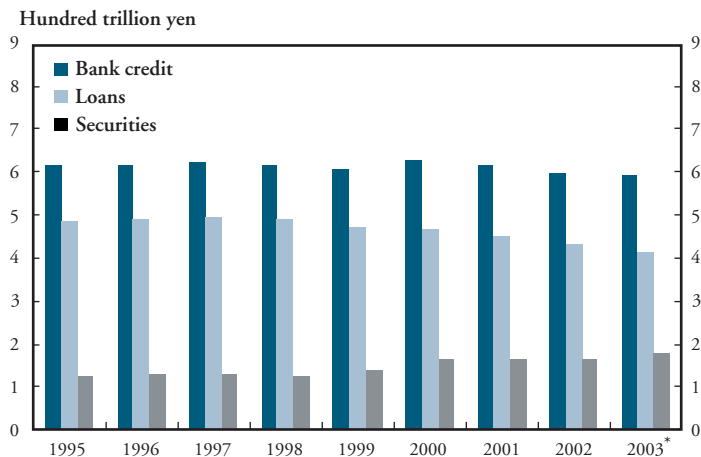 Hundred trillion yen
9 9
8 8
7 7
6 6
5 5
4 4
3 3
2 2
1 1
0 0
Bank credit
Loans
Securities
1995 1996 1997 1998 1999 2000 2001 2002 2003*